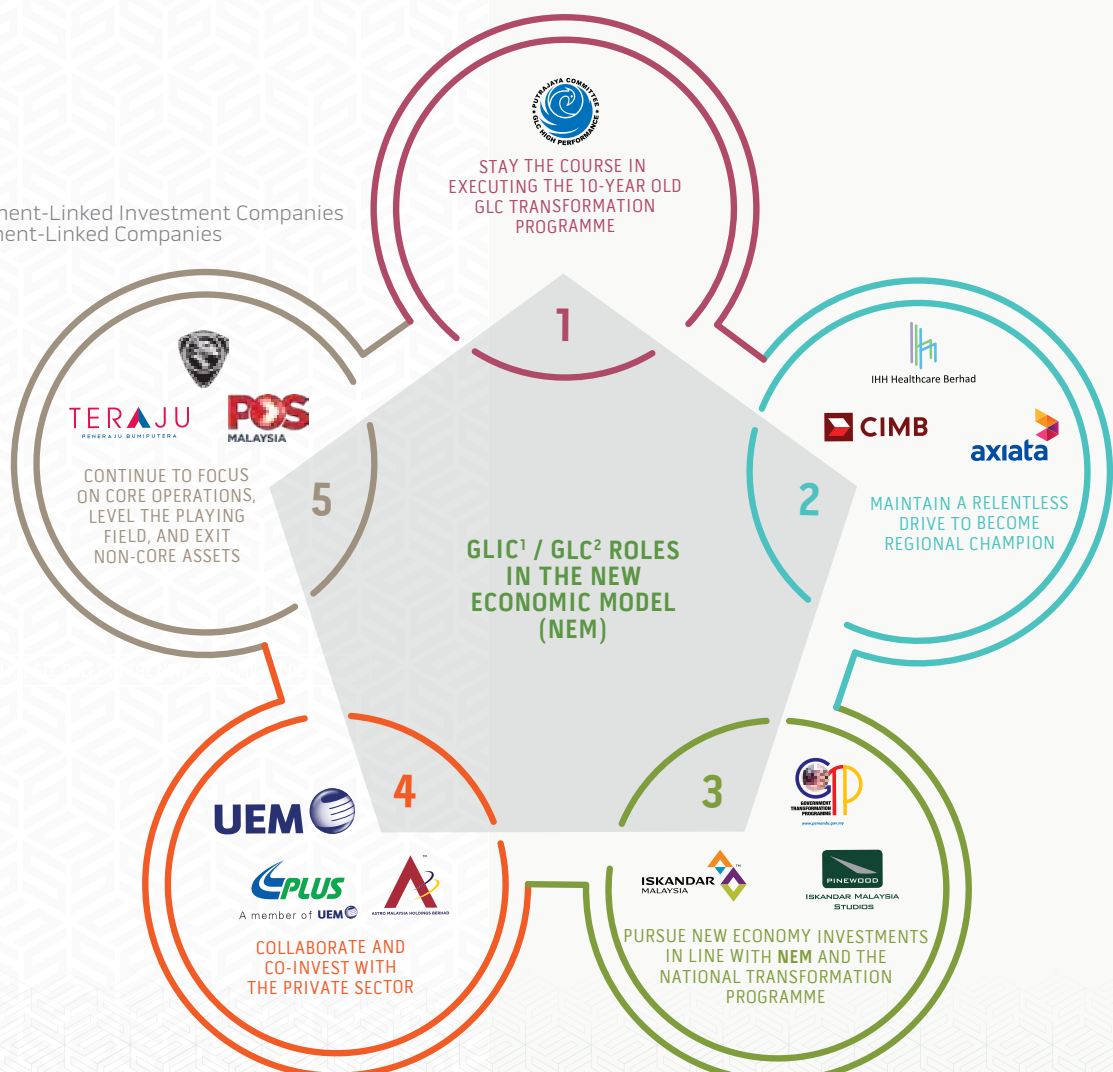 PUTRAJAYA COMMITTEE
GLC HIGH PERFORMANCE
STAY THE COURSE IN
EXECUTING THE 10-YEAR OLD
GLC TRANSFORMATION
PROGRAMME
ment-Linked Investment Companies
ment-Linked Companies
1
IHH Healthcare Berhad
CIMB
axiata
2
MAINTAIN A RELENTLESS
DRIVE TO BECOME
REGIONAL CHAMPION
TERAJU
PENERAJU BUMIPUTERA
POS
MALAYSIA
CONTINUE TO FOCUS
ON CORE OPERATIONS,
LEVEL THE PLAYING
FIELD, AND EXIT
NON-CORE ASSETS
5
GLIC¹ / GLC² ROLES
IN THE NEW
ECONOMIC MODEL
(NEM)
4
UEM
PLUS
A member of UEM
ASTRO MALAYSIA HOLDINGS BERHAD
COLLABORATE AND
CO-INVEST WITH
THE PRIVATE SECTOR
3
GTP
GOVERNMENT
TRANSFORMATION
PROGRAMME
www.pemandu.gov.my
ISKANDAR
MALAYSIA
PINEWOOD
ISKANDAR MALAYSIA
STUDIOS
PURSUE NEW ECONOMY INVESTMENTS
IN LINE WITH NEM AND THE
NATIONAL TRANSFORMATION
PROGRAMME